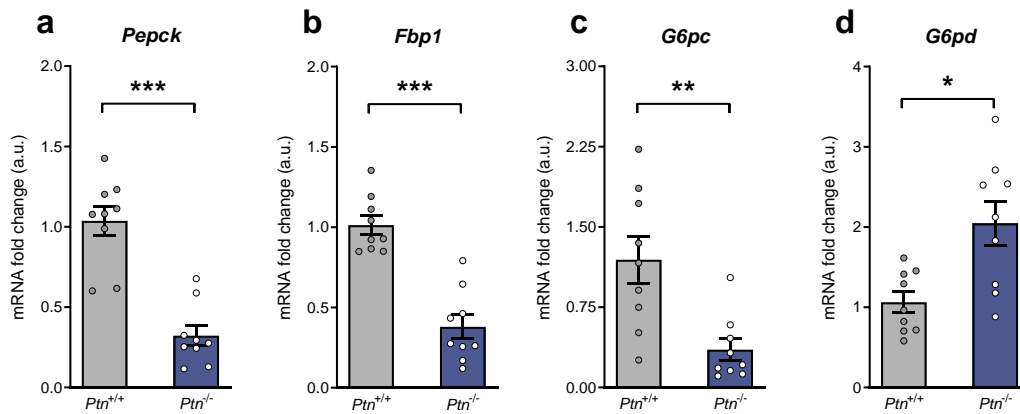 a
Pepck
mRNA fold change (a.u.)
2.0
1.5
1.0
0.5
0.0
***
Ptn+/+
Ptn-/-
b
Fbp1
mRNA fold change (a.u.)
2.0
1.5
1.0
0.5
0.0
***
Ptn+/+
Ptn-/-
c
G6pc
mRNA fold change (a.u.)
3.00
2.25
1.50
0.75
0.00
**
Ptn+/+
Ptn-/-
d
G6pd
mRNA fold change (a.u.)
4
3
2
1
0
*
Ptn+/+
Ptn-/-